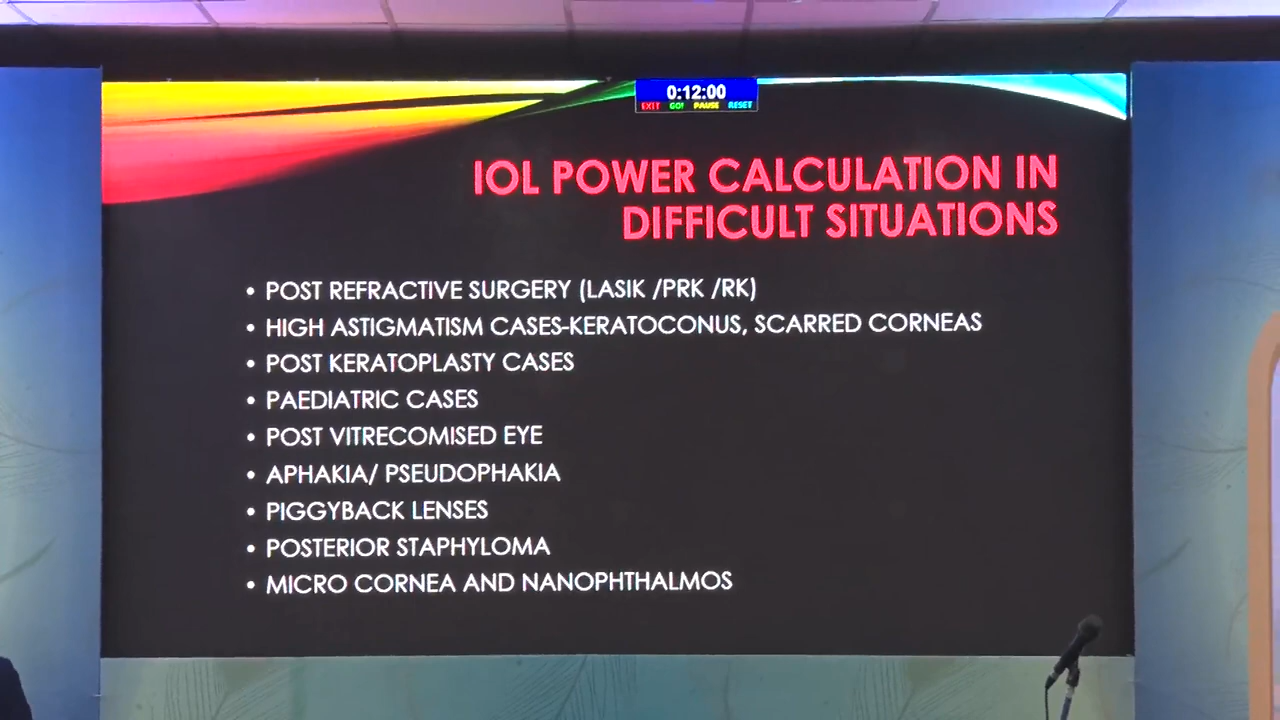 0:12:00
EXIT GO! PAUSE RESET
IOL POWER CALCULATION IN
DIFFICULT SITUATIONS
• POST REFRACTIVE SURGERY (LASIK /PRK /RK)
• HIGH ASTIGMATISM CASES-KERATOCONUS, SCARRED CORNEAS
• POST KERATOPLASTY CASES
• PAEDIATRIC CASES
• POST VITRECOMISED EYE
• APHAKIA/ PSEUDOPHAKIA
• PIGGYBACK LENSES
• POSTERIOR STAPHYLOMA
• MICRO CORNEA AND NANOPHTHALMOS